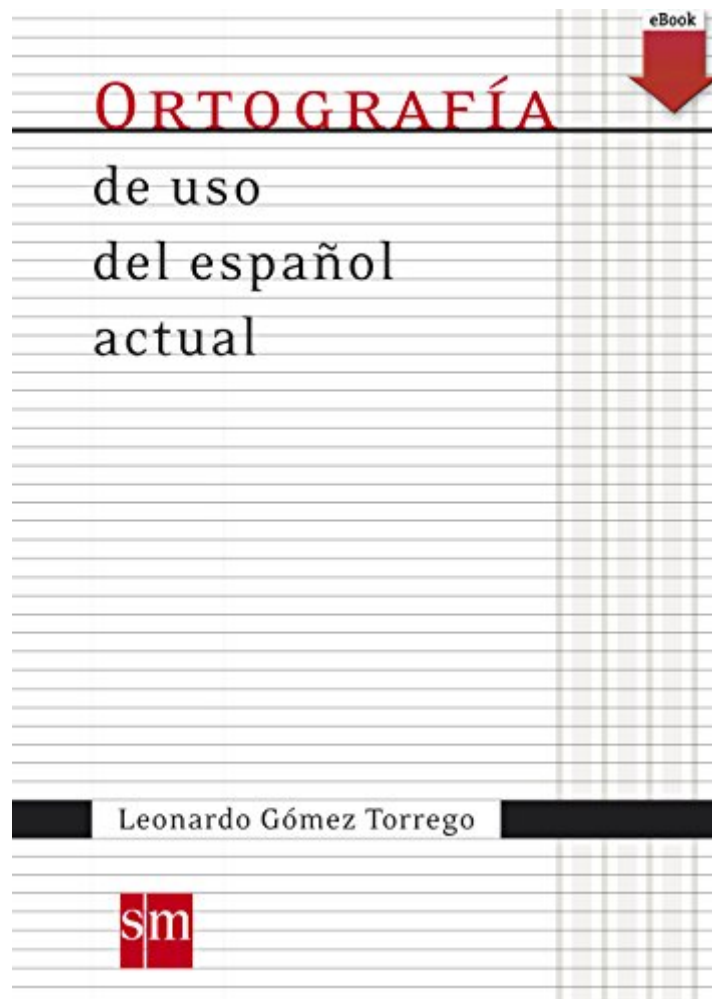 eBook
ORTOGRAFÍA
de uso
del español
actual
Leonardo Gómez Torrego
sm